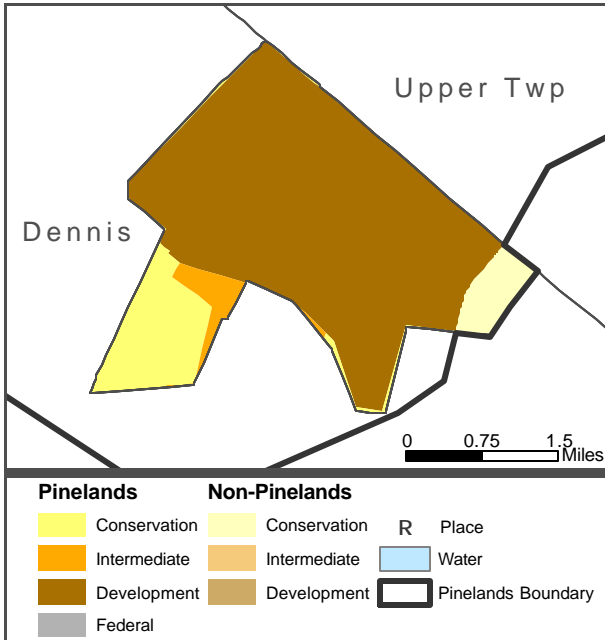 Upper Twp
Dennis
0 0.75 1.5
Miles
Pinelands Non-Pinelands
Conservation Conservation R Place
Intermediate Intermediate Water
Development Development Pinelands Boundary
Federal